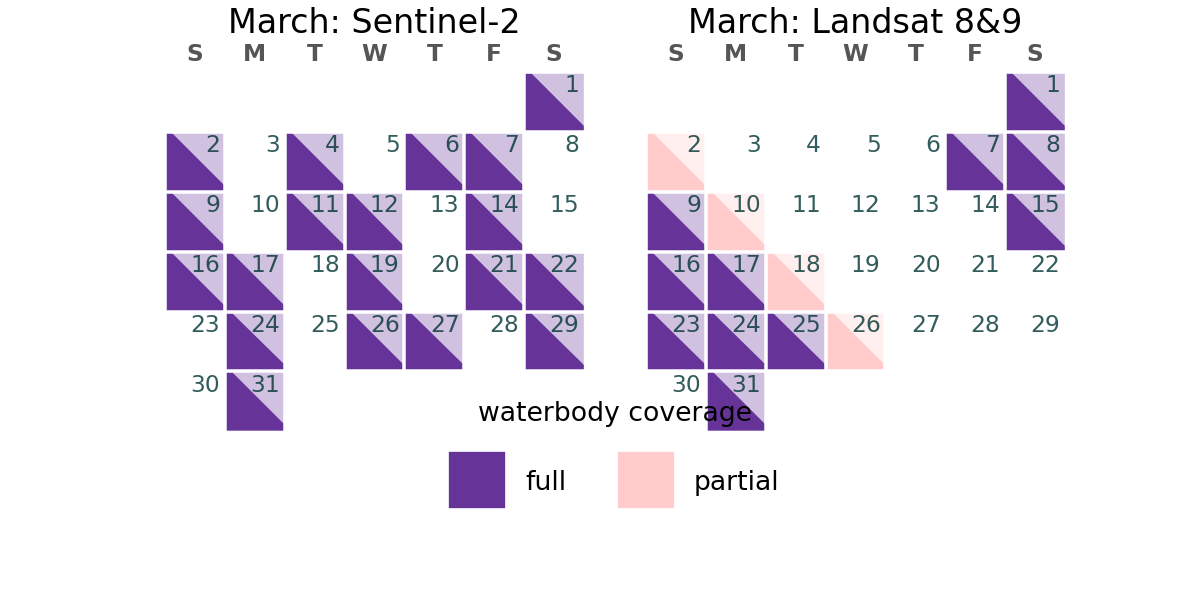 March: Sentinel-2
S M T W T F S
1
2 3 4 5 6 7 8
9 10 11 12 13 14 15
16 17 18 19 20 21 22
23 24 25 26 27 28 29
30 31
March: Landsat 8&9
S M T W T F S
1
2 3 4 5 6 7 8
9 10 11 12 13 14 15
16 17 18 19 20 21 22
23 24 25 26 27 28 29
30 31
waterbody coverage
full partial